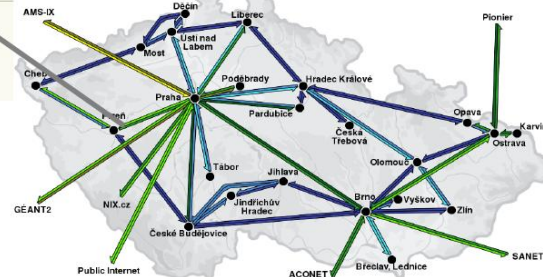 AMS-IX
Děčín
Liberec
Pionier
Ústí nad
Labem
Most
Cheb
Poděbrady
Hradec Králové
Praha
Pardubice
Opava
Karvin
Ostrava
Česká
Třebová
Olomouc
Tábor
Jihlava
Jindřichův
Hradec
Brno
Vyškov
Zlín
GÉANT2
NIX.cz
České Budějovice
Public Internet
Břeclav, Lednice
SANET
ACONET